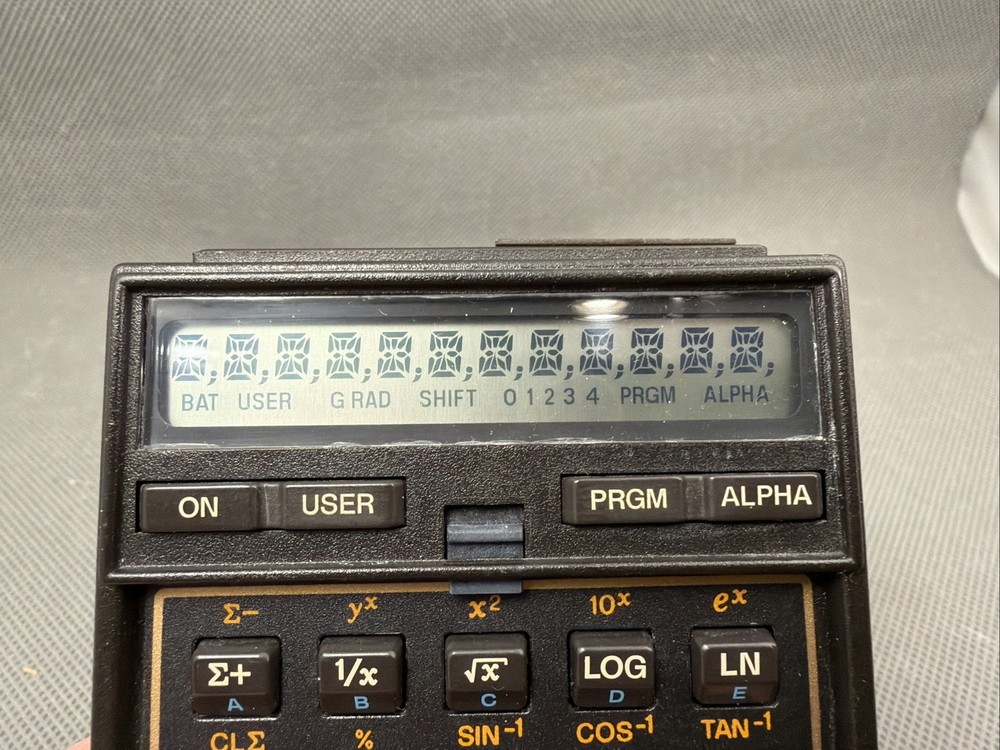 BAT USER G RAD SHIFT 0 1 2 3 4 PRGM ALPHA
ON USER PRGM ALPHA
Σ− yˣ x² 10ˣ eˣ
Σ+ 1/x √x LOG LN
A B C D E
CLΣ % SIN⁻¹ COS⁻¹ TAN⁻¹